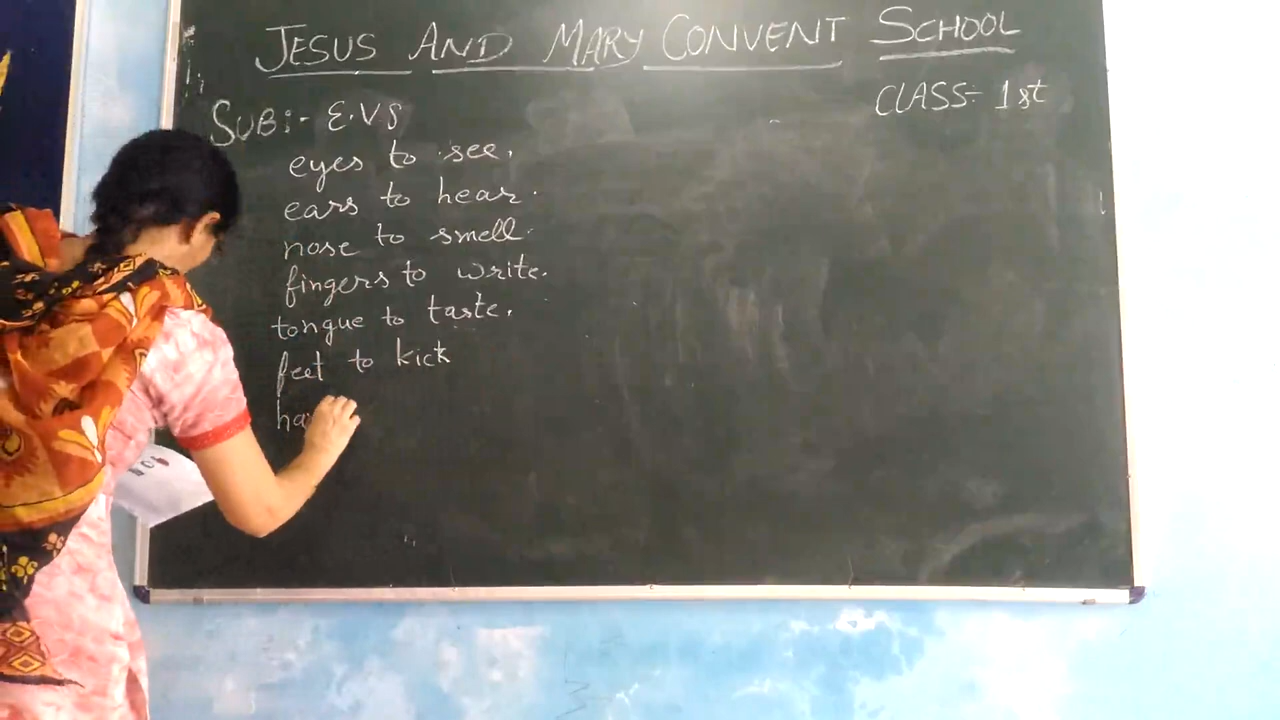 JESUS AND MARY CONVENT SCHOOL
CLASS- 1st
SUB:- E.V.S
eyes to see.
ears to hear.
nose to smell.
fingers to write.
tongue to taste.
feet to kick